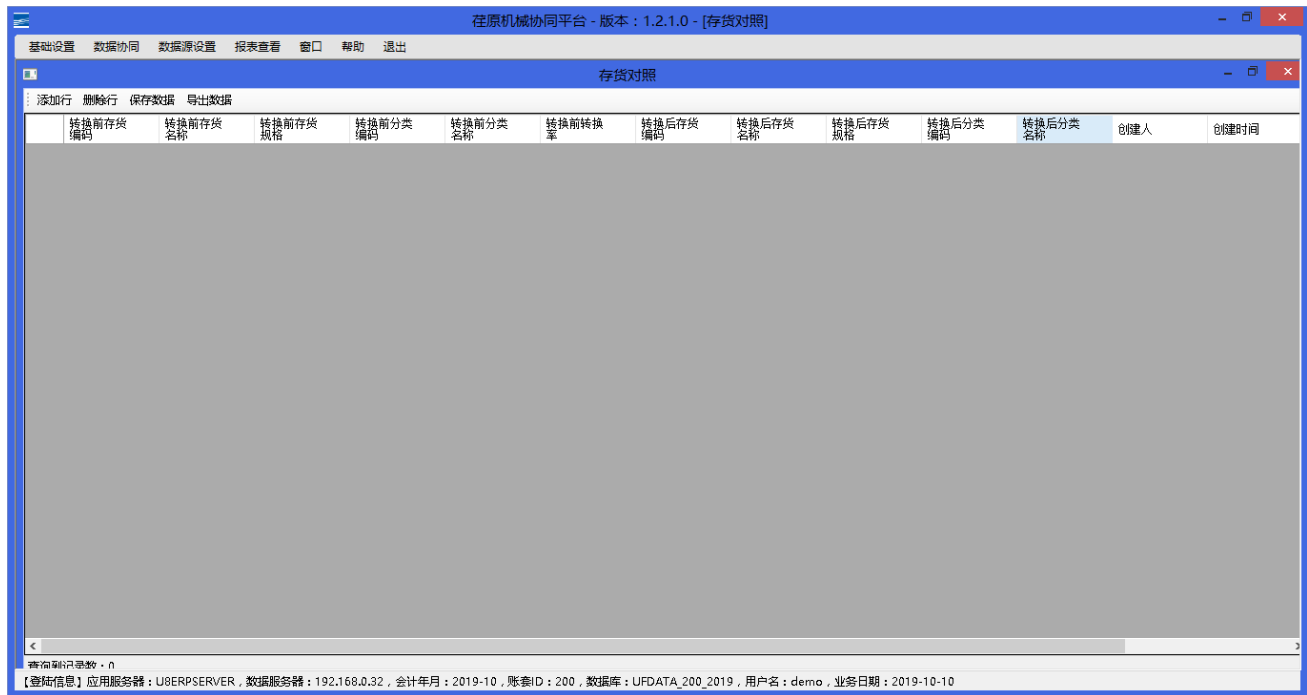 荏原机械协同平台 - 版本：1.2.1.0 - [存货对照]
基础设置 数据协同 数据源设置 报表查看 窗口 帮助 退出
存货对照
添加行 删除行 保存数据 导出数据
转换前存货编码 转换前存货名称 转换前存货规格 转换前分类编码 转换前分类名称 转换前转换率 转换后存货编码 转换后存货名称 转换后存货规格 转换后分类编码 转换后分类名称 创建人 创建时间
查询到记录数：0
【登陆信息】应用服务器：U8ERPSERVER，数据服务器：192.168.0.32，会计年月：2019-10，账套ID：200，数据库：UFDATA_200_2019，用户名：demo，业务日期：2019-10-10